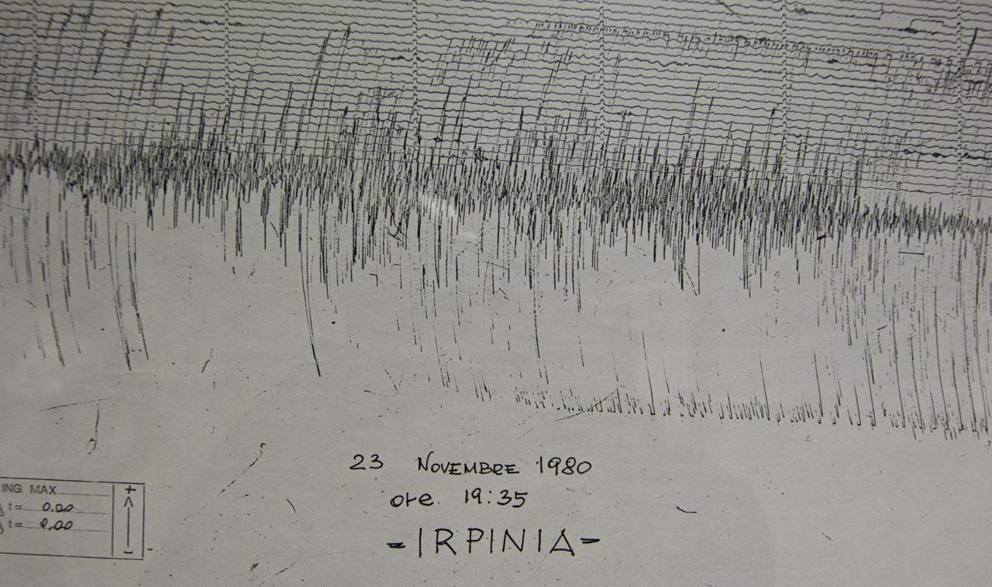 23 NOVEMBRE 1980
ore 19:35
-IRPINIA-
ING MAX
t = 0.00
t = 0.00
+
-